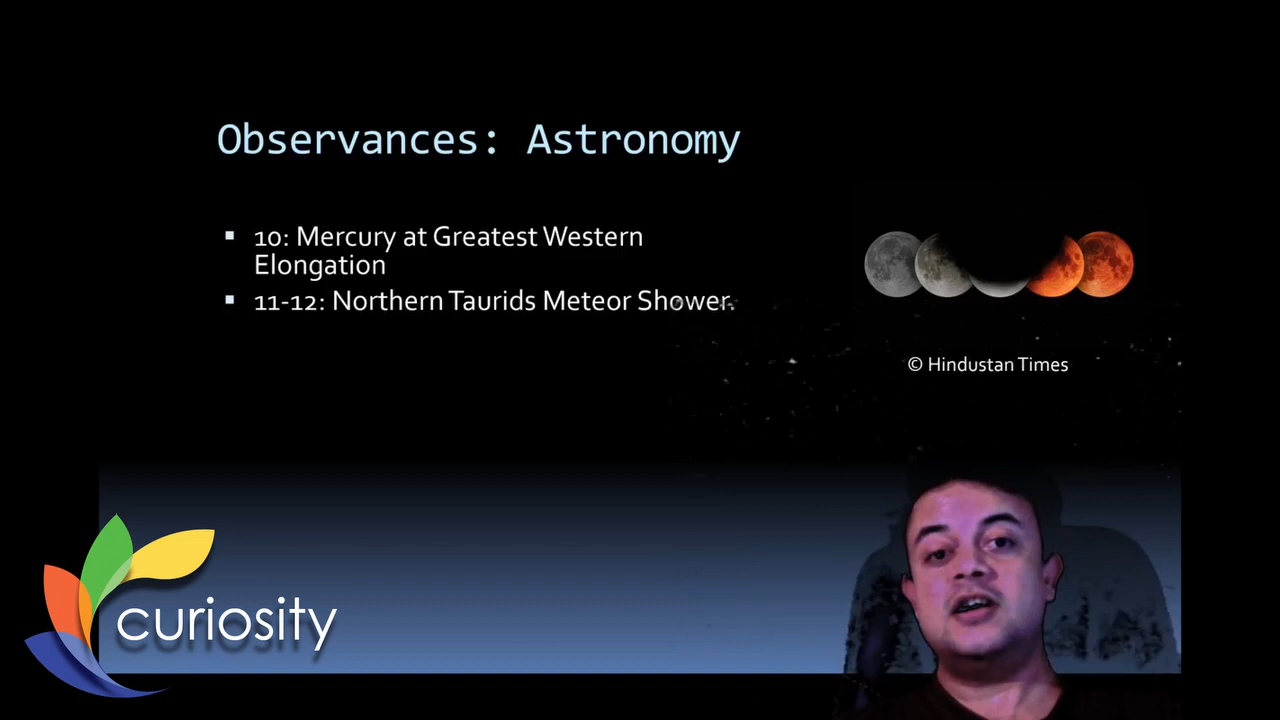 Observances: Astronomy
▪ 10: Mercury at Greatest Western
Elongation
▪ 11-12: Northern Taurids Meteor Shower.
© Hindustan Times
curiosity